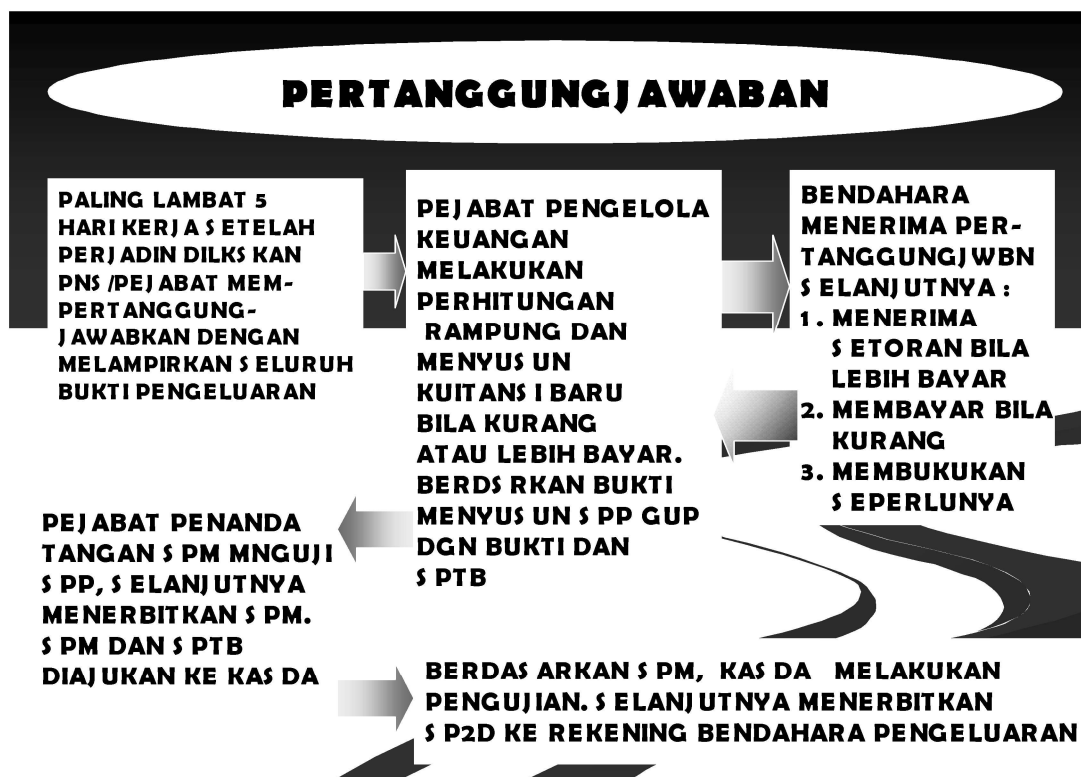 PERTANGGUNGJAWABAN
PALING LAMBAT 5
HARI KERJA SETELAH
PERJADIN DILKSKAN
PNS/PEJABAT MEM-
PERTANGGUNG-
JAWABKAN DENGAN
MELAMPIRKAN SELURUH
BUKTI PENGELUARAN
PEJABAT PENGELOLA
KEUANGAN
MELAKUKAN
PERHITUNGAN
RAMPUNG DAN
MENYUSUN
KUITANSI BARU
BILA KURANG
ATAU LEBIH BAYAR.
BERDSRKAN BUKTI
MENYUSUN SPP GUP
DGN BUKTI DAN
SPTB
BENDAHARA
MENERIMA PER-
TANGGUNGJWBN
SELANJUTNYA :
1. MENERIMA
SETORAN BILA
LEBIH BAYAR
2. MEMBAYAR BILA
KURANG
3. MEMBUKUKAN
SEPERLUNYA
PEJABAT PENANDA
TANGAN SPM MNGUJI
SPP, SELANJUTNYA
MENERBITKAN SPM.
SPM DAN SPTB
DIAJUKAN KE KASDA
BERDASARKAN SPM, KASDA MELAKUKAN
PENGUJIAN. SELANJUTNYA MENERBITKAN
SP2D KE REKENING BENDAHARA PENGELUARAN